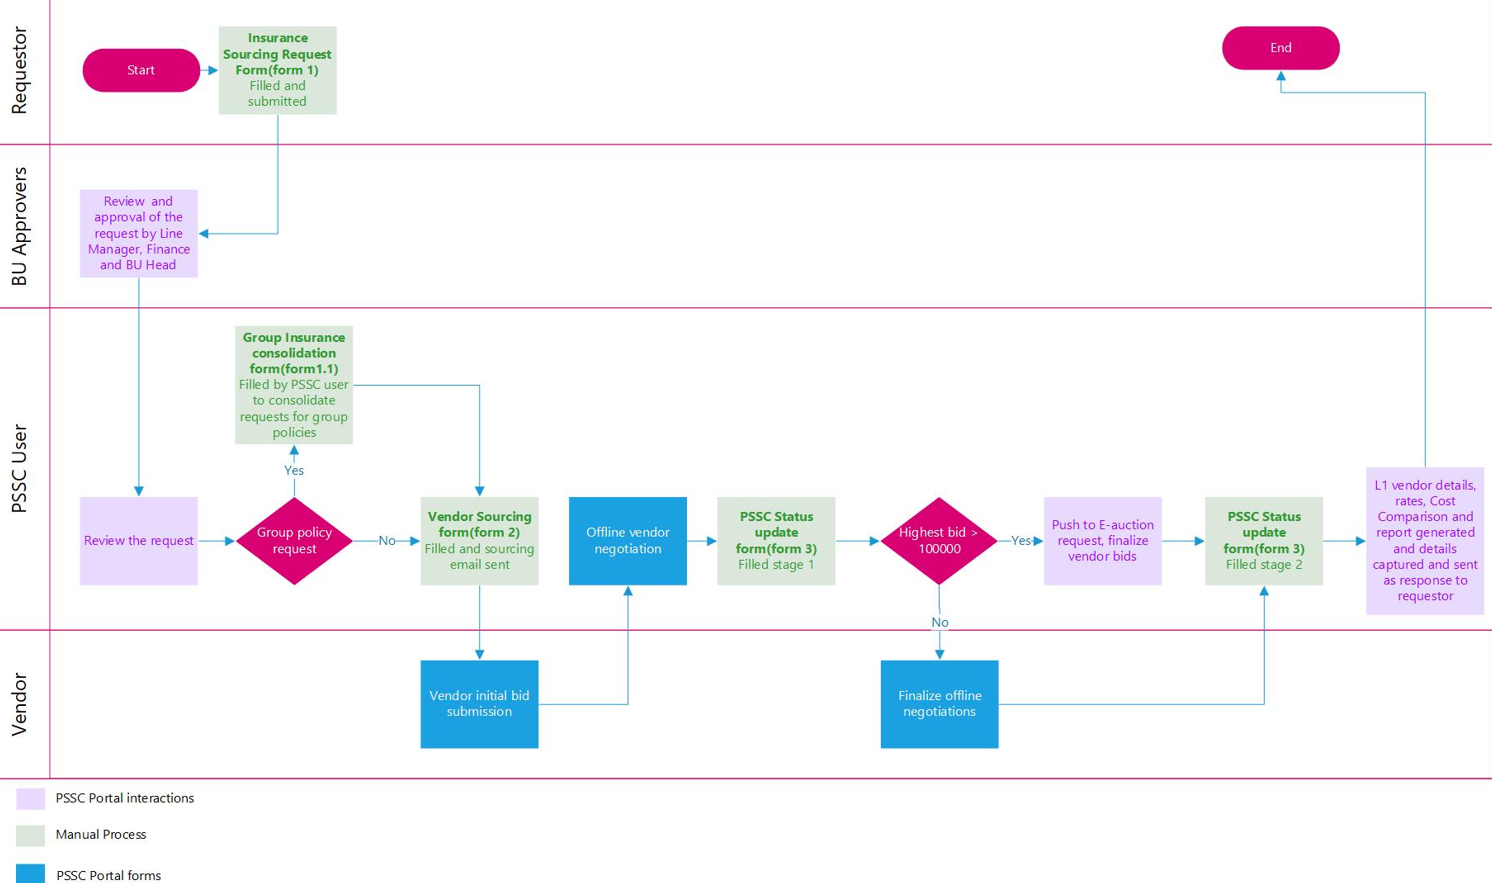 Requestor
Start
Insurance
Sourcing Request
Form(form 1)
Filled and
submitted
End
BU Approvers
Review  and
approval of the
request by Line
Manager, Finance
and BU Head
PSSC User
Group Insurance
consolidation
form(form1.1)
Filled by PSSC user
to consolidate
requests for group
policies
Yes
Review the request
Group policy
request
No
Vendor Sourcing
form(form 2)
Filled and sourcing
email sent
Offline vendor
negotiation
PSSC Status
update
form(form 3)
Filled stage 1
Highest bid >
100000
Yes
No
Push to E-auction
request, finalize
vendor bids
PSSC Status
update
form(form 3)
Filled stage 2
L1 vendor details,
rates, Cost
Comparison and
report generated
and details
captured and sent
as response to
requestor
Vendor
Vendor initial bid
submission
Finalize offline
negotiations
PSSC Portal interactions
Manual Process
PSSC Portal forms